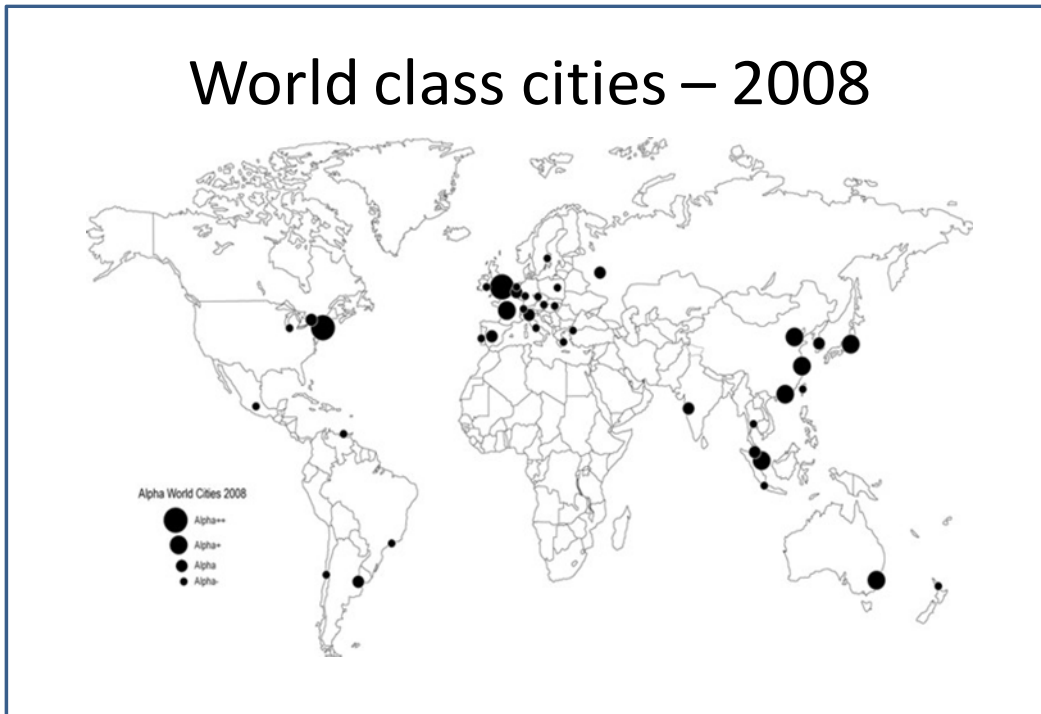 World class cities – 2008
Alpha World Cities 2008
Alpha++
Alpha+
Alpha
Alpha-